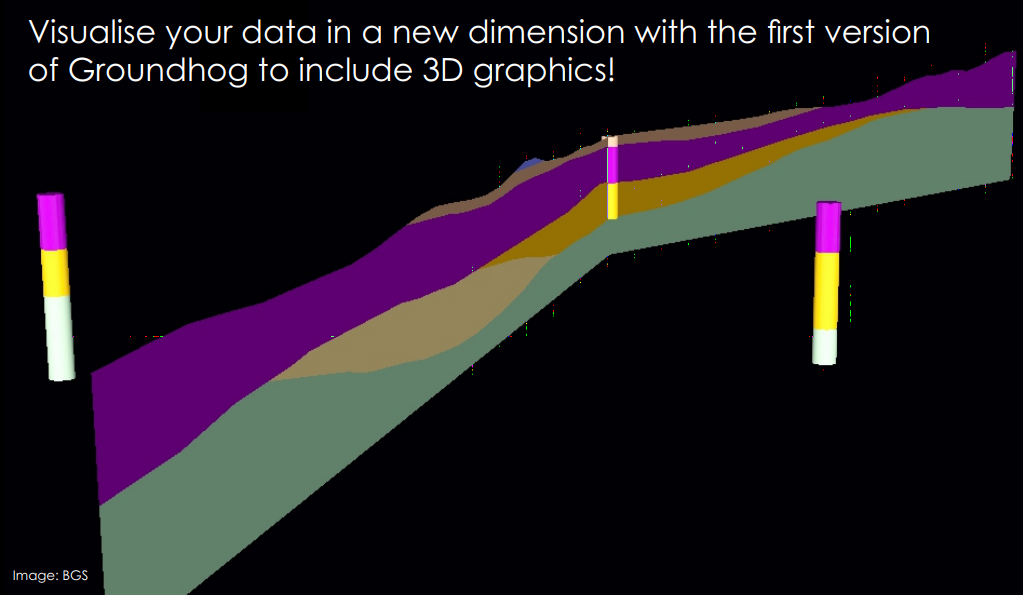 Visualise your data in a new dimension with the first version
of Groundhog to include 3D graphics!
Image: BGS